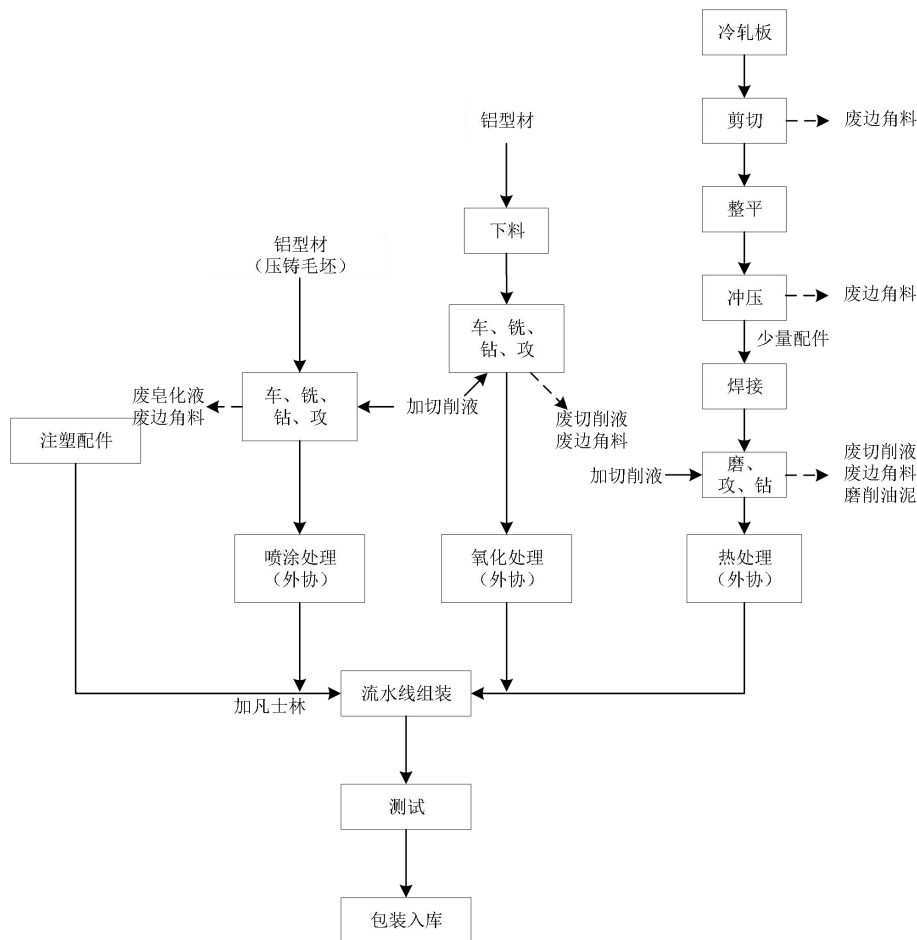 冷轧板
剪切
废边角料
铝型材
整平
下料
铝型材
（压铸毛坯）
冲压
废边角料
车、铣、
钻、攻
少量配件
焊接
废皂化液
废边角料
车、铣、
钻、攻
加切削液
废切削液
废边角料
注塑配件
加切削液
磨、
攻、钻
废切削液
废边角料
磨削油泥
喷涂处理
（外协）
氧化处理
（外协）
热处理
（外协）
流水线组装
加凡士林
测试
包装入库